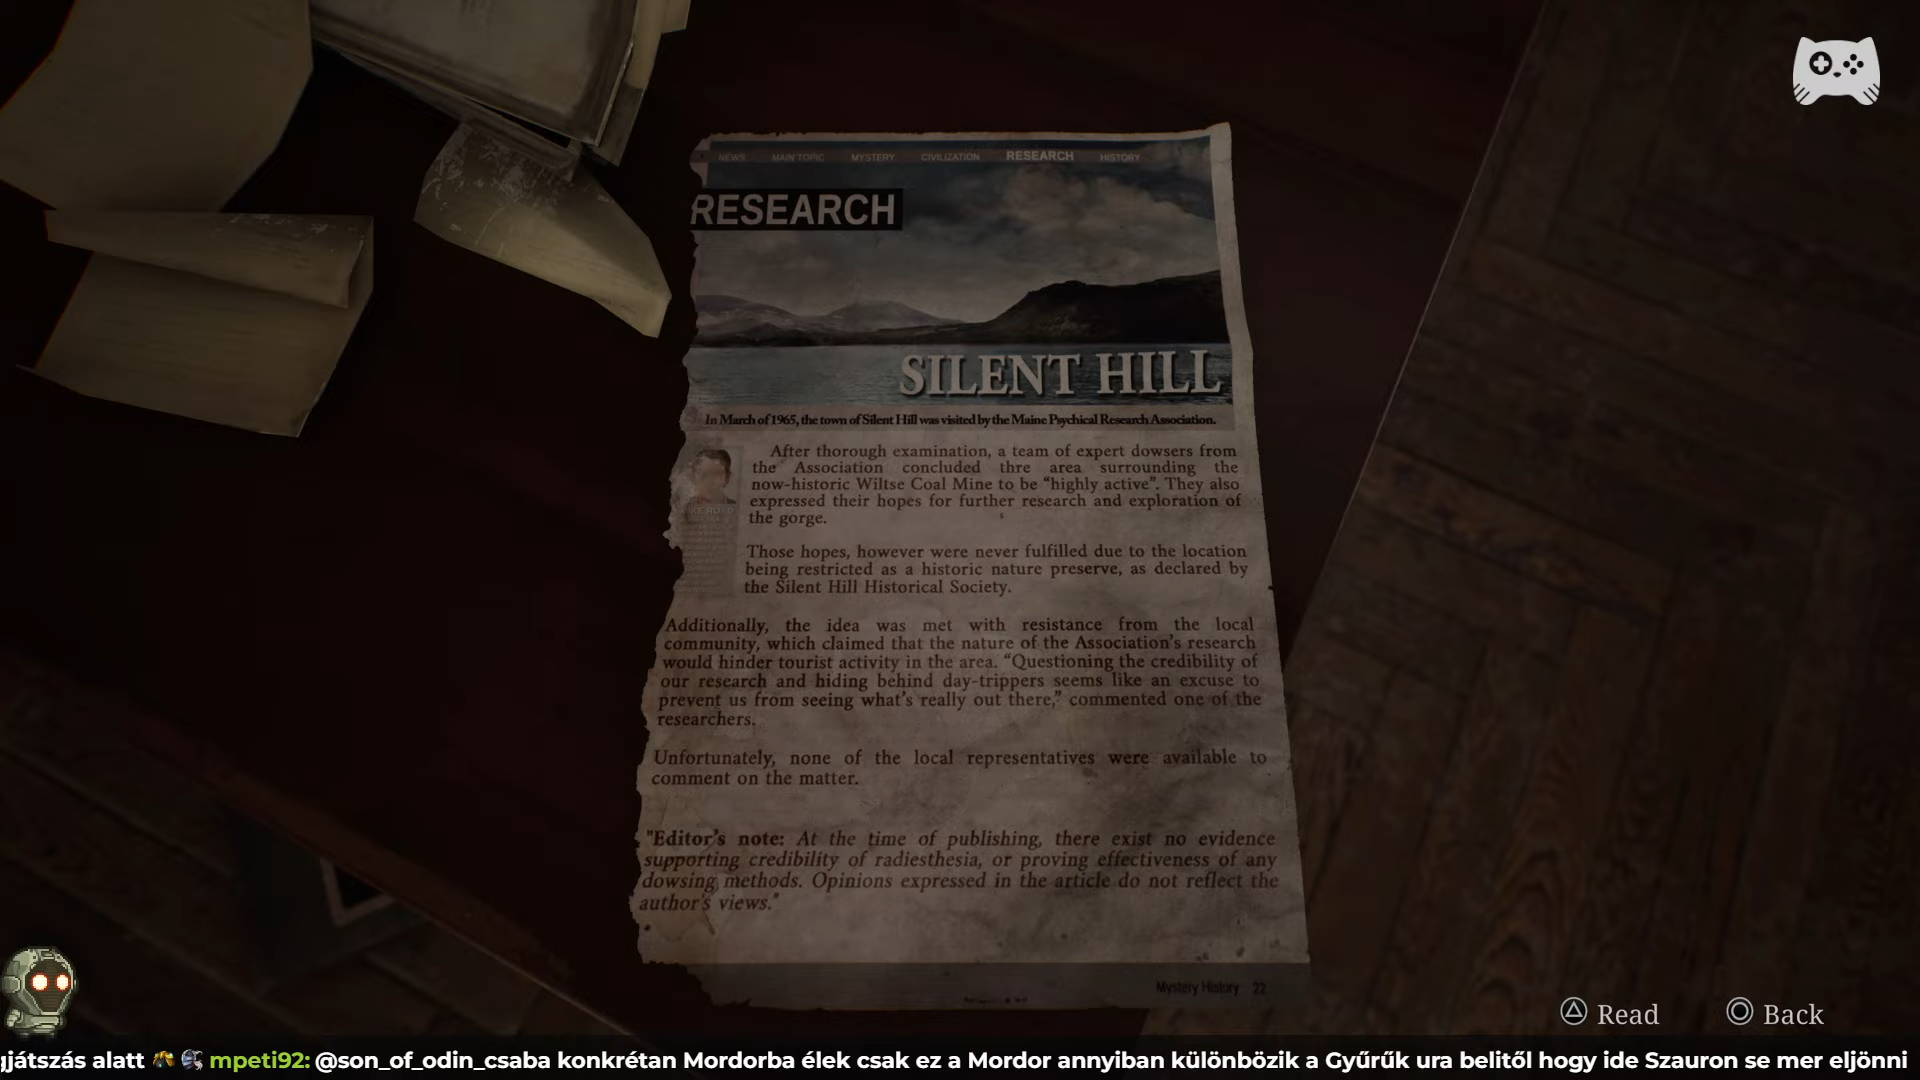 NEWS MAIN TOPIC MYSTERY CIVILIZATION RESEARCH HISTORY
RESEARCH
SILENT HILL
In March of 1965, the town of Silent Hill was visited by the Maine Psychical Research Association.
After thorough examination, a team of expert dowsers from
the Association concluded thre area surrounding the
now-historic Wiltse Coal Mine to be “highly active”. They also
expressed their hopes for further research and exploration of
the gorge.
Those hopes, however were never fulfilled due to the location
being restricted as a historic nature preserve, as declared by
the Silent Hill Historical Society.
Additionally, the idea was met with resistance from the local
community, which claimed that the nature of the Association's research
would hinder tourist activity in the area. “Questioning the credibility of
our research and hiding behind day-trippers seems like an excuse to
prevent us from seeing what's really out there,” commented one of the
researchers.
Unfortunately, none of the local representatives were available to
comment on the matter.
"Editor's note: At the time of publishing, there exist no evidence
supporting credibility of radiesthesia, or proving effectiveness of any
dowsing methods. Opinions expressed in the article do not reflect the
author's views."
Mystery History 22
Read Back
gjátszás alatt mpeti92: @son_of_odin_csaba konkrétan Mordorba élek csak ez a Mordor annyiban különbözik a Gyűrűk ura belitől hogy ide Szauron se mer eljönni